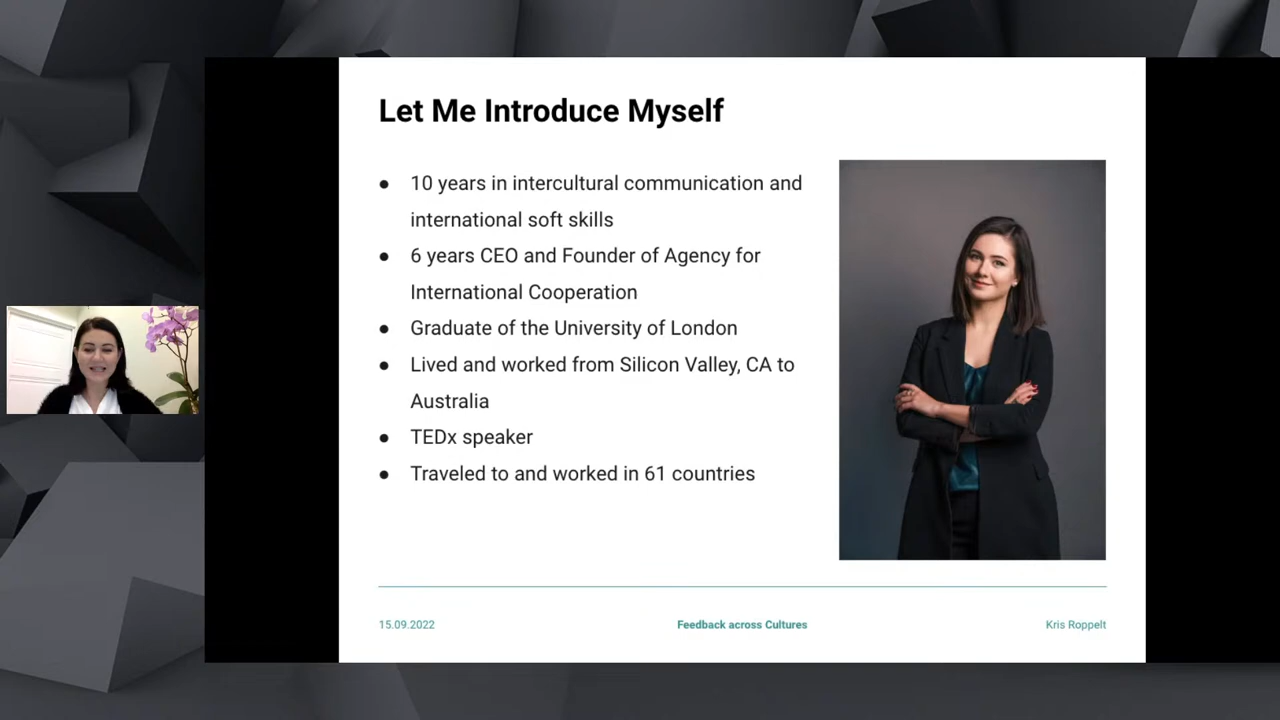 Let Me Introduce Myself
● 10 years in intercultural communication and
international soft skills
● 6 years CEO and Founder of Agency for
International Cooperation
● Graduate of the University of London
● Lived and worked from Silicon Valley, CA to
Australia
● TEDx speaker
● Traveled to and worked in 61 countries
15.09.2022
Feedback across Cultures
Kris Roppelt